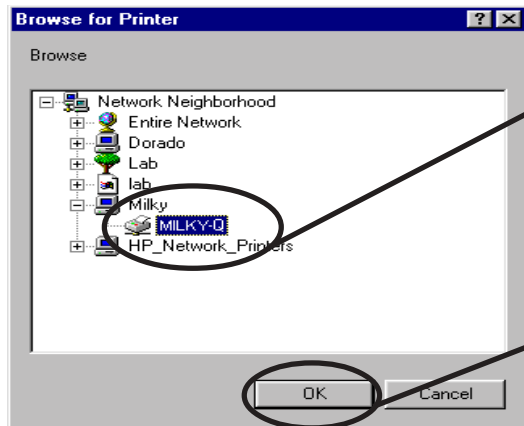 Browse for Printer
Browse
Network Neighborhood
Entire Network
Dorado
Lab
lab
Milky
MILKY-Q
HP_Network_Printers
OK
Cancel